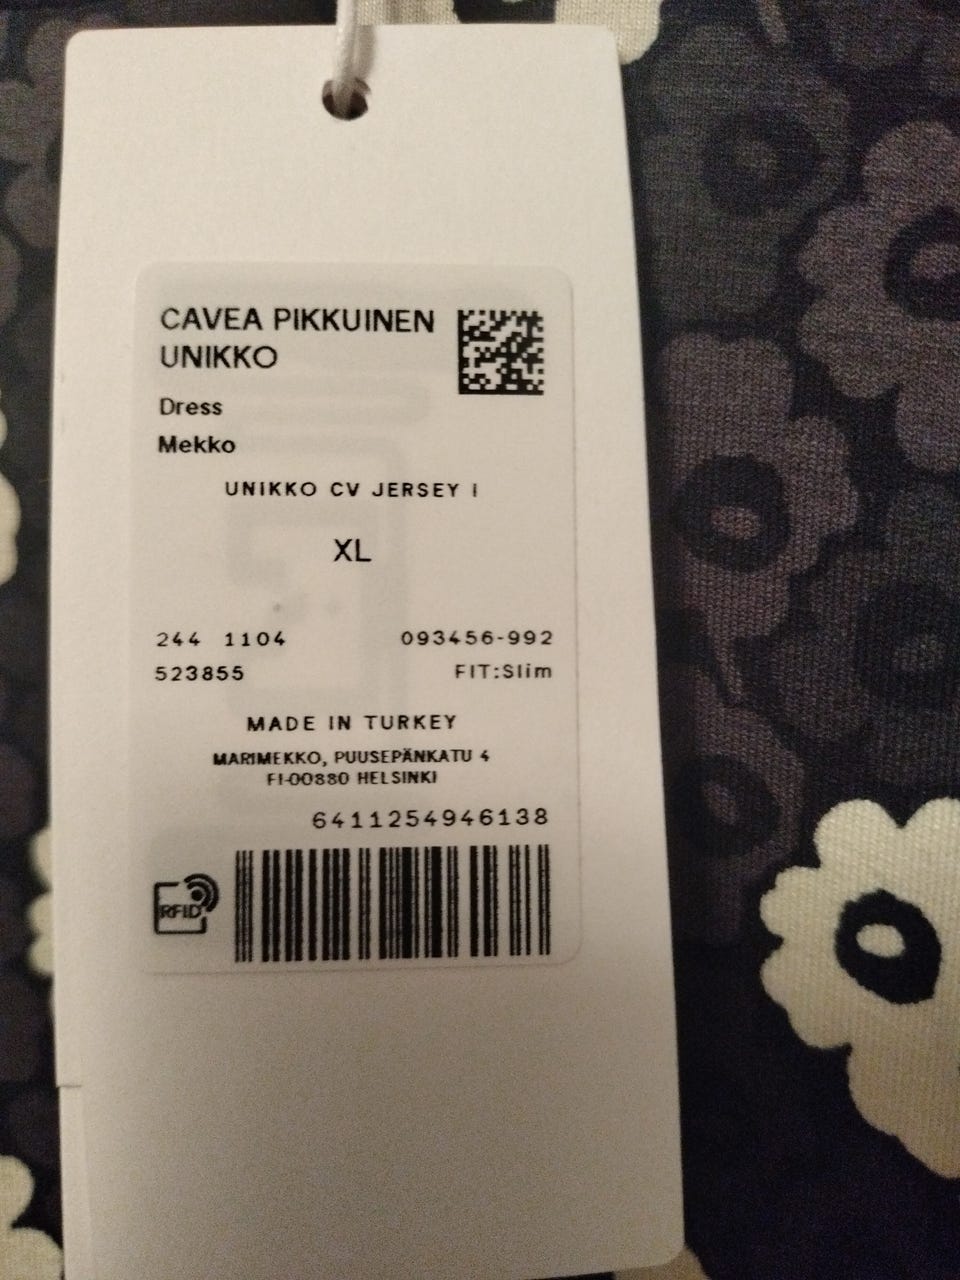 CAVEA PIKKUINEN
UNIKKO
Dress
Mekko
UNIKKO CV JERSEY I
XL
244 1104 093456-992
523855 FIT:Slim
MADE IN TURKEY
MARIMEKKO, PUUSEPÄNKATU 4
FI-00880 HELSINKI
6411254946138
RFID